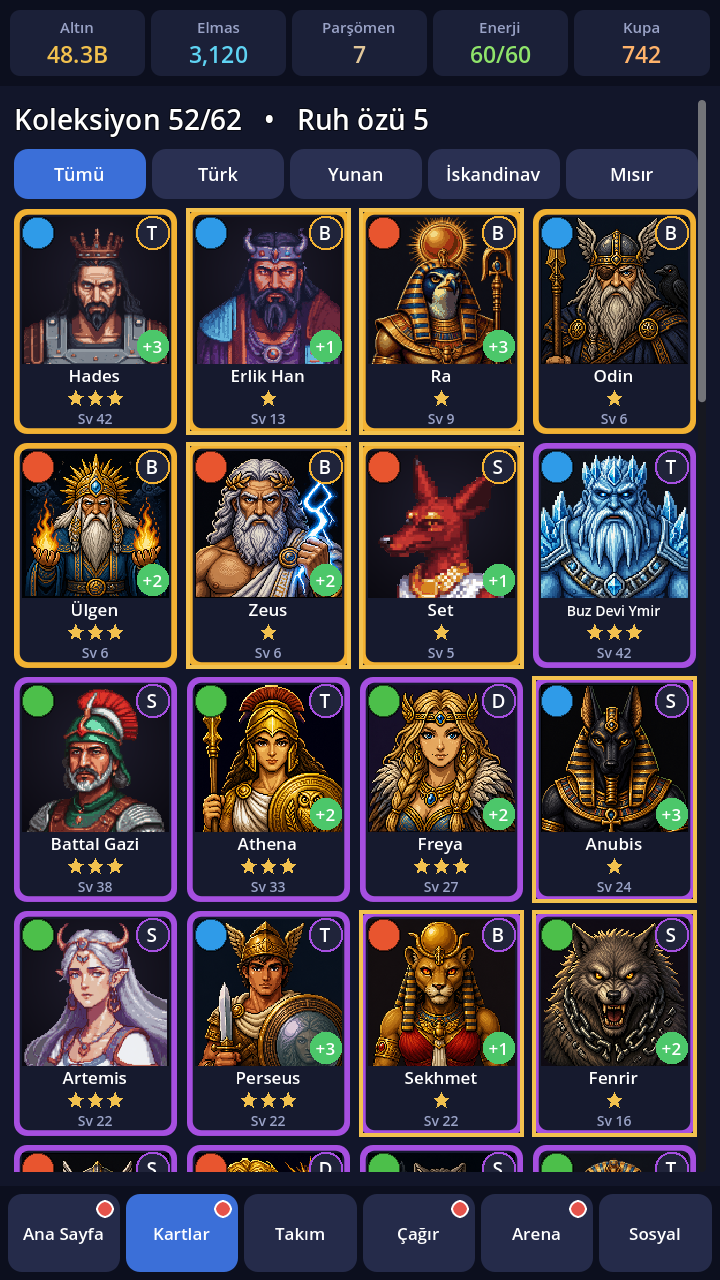 Altın Elmas Parşömen Enerji Kupa
48.3B 3,120 7 60/60 742
Koleksiyon 52/62 • Ruh özü 5
Tümü Türk Yunan İskandinav Mısır
T B B B
+3 +1 +3
Hades Erlik Han Ra Odin
Sv 42 Sv 13 Sv 9 Sv 6
B B S T
+2 +2 +1
Ülgen Zeus Set Buz Devi Ymir
Sv 6 Sv 6 Sv 5 Sv 42
S T D S
+2 +2 +3
Battal Gazi Athena Freya Anubis
Sv 38 Sv 33 Sv 27 Sv 24
S T B S
+3 +1 +2
Artemis Perseus Sekhmet Fenrir
Sv 22 Sv 22 Sv 22 Sv 16
S D S T
Ana Sayfa Kartlar Takım Çağır Arena Sosyal